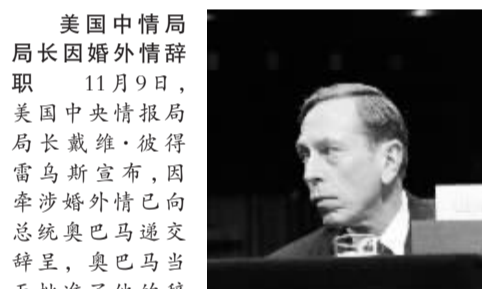 美国中情局
局长因婚外情辞
职 11月9日，
美国中央情报局
局长戴维·彼得
雷乌斯宣布，因
牵涉婚外情已向
总统奥巴马递交
辞呈，奥巴马当